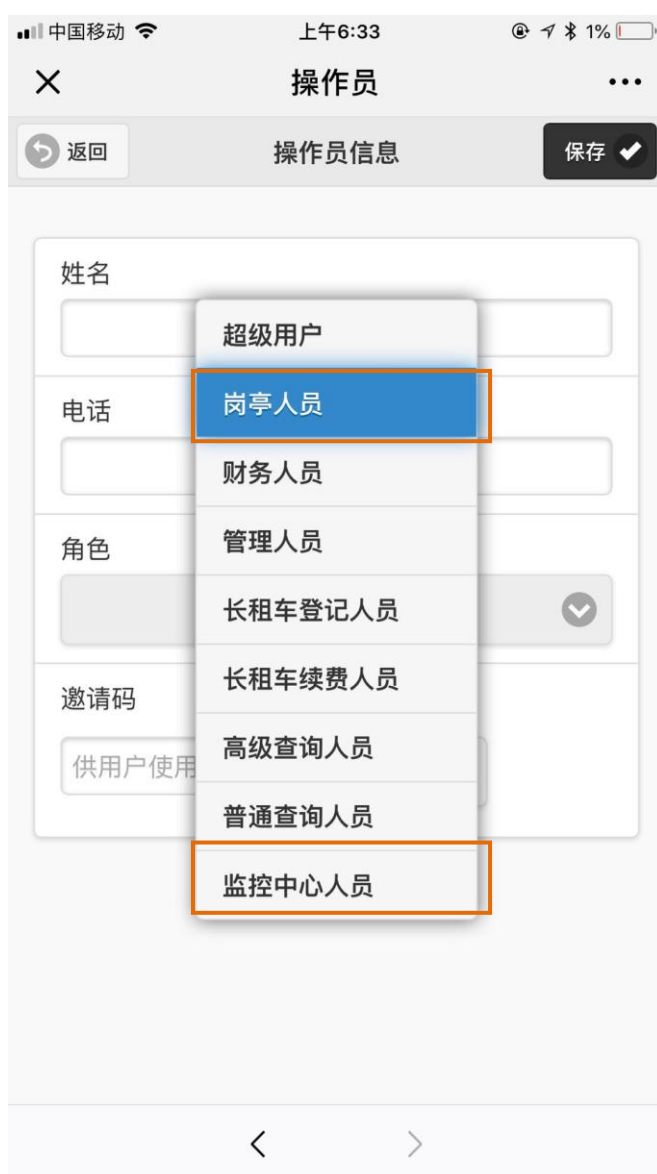 中国移动 上午6:33 1%
操作员
返回 操作员信息 保存
姓名
超级用户
电话 岗亭人员
财务人员
角色 管理人员
长租车登记人员
邀请码 长租车续费人员
供用户使用 高级查询人员
普通查询人员
监控中心人员